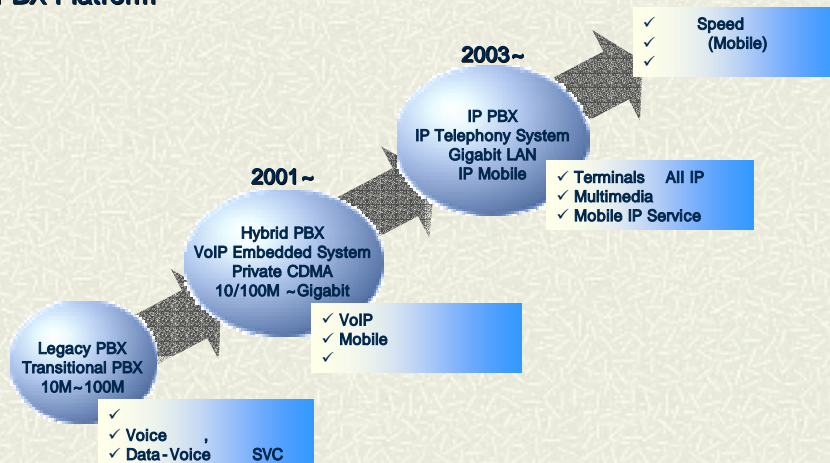 PBX Platform
Speed
(Mobile)
2003~
IP PBX
IP Telephony System
Gigabit LAN
IP Mobile
✓ Terminals All IP
✓ Multimedia
✓ Mobile IP Service
2001~
Hybrid PBX
VoIP Embedded System
Private CDMA
10/100M ~Gigabit
✓ VoIP
✓ Mobile
✓
Legacy PBX
Transitional PBX
10M~100M
✓
✓ Voice ,
✓ Data-Voice SVC